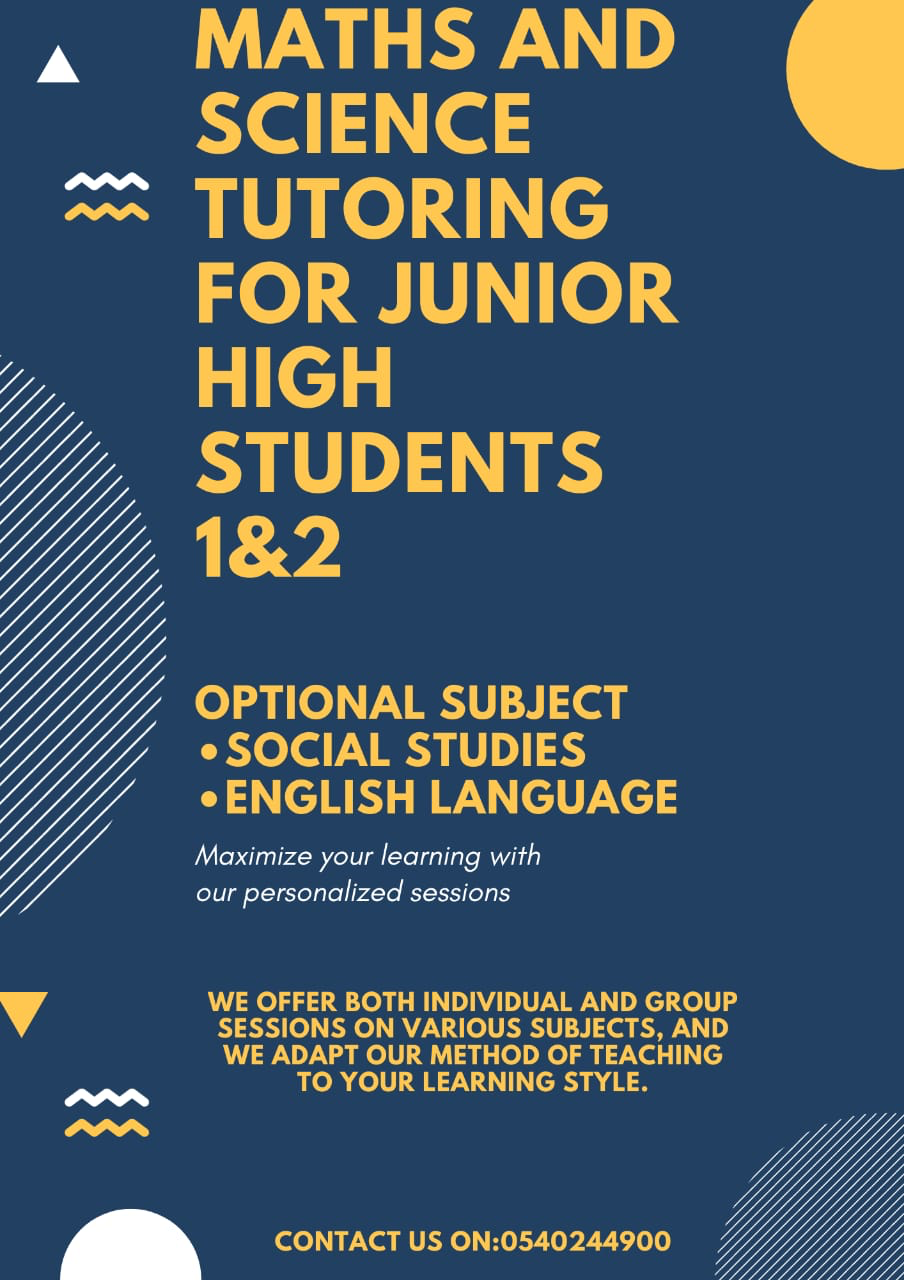 MATHS AND
SCIENCE
TUTORING
FOR JUNIOR
HIGH
STUDENTS
1&2
OPTIONAL SUBJECT
•SOCIAL STUDIES
•ENGLISH LANGUAGE
Maximize your learning with
our personalized sessions
WE OFFER BOTH INDIVIDUAL AND GROUP
SESSIONS ON VARIOUS SUBJECTS, AND
WE ADAPT OUR METHOD OF TEACHING
TO YOUR LEARNING STYLE.
CONTACT US ON:0540244900